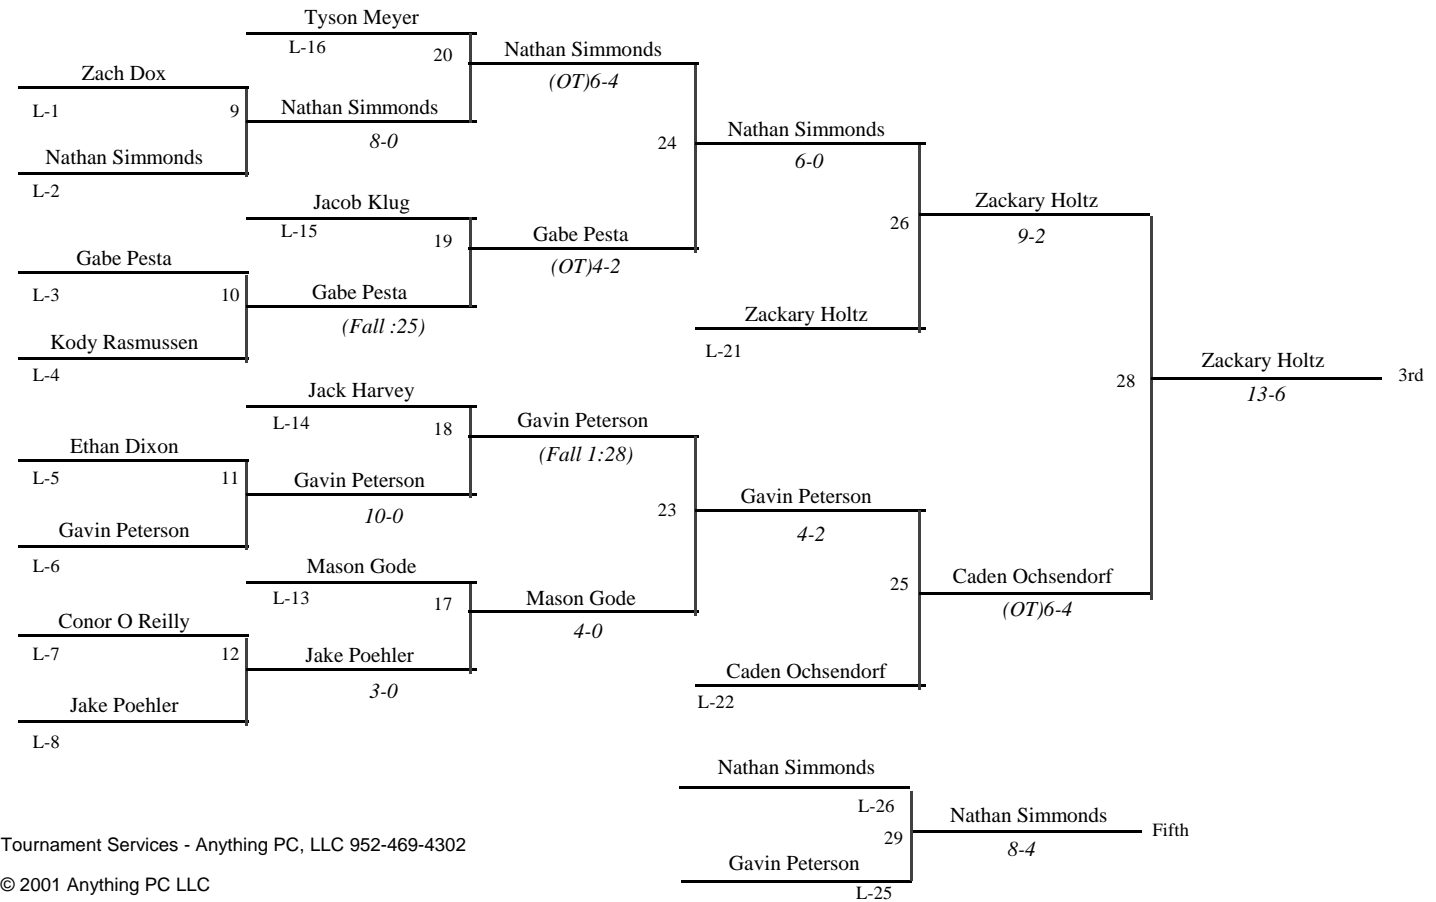 Tyson Meyer
L-16
20
Nathan Simmonds
(OT)6-4
Zach Dox
L-1
9
Nathan Simmonds
8-0
Nathan Simmonds
L-2
24
Nathan Simmonds
6-0
Jacob Klug
L-15
19
Gabe Pesta
(OT)4-2
Gabe Pesta
L-3
10
Gabe Pesta
(Fall :25)
Kody Rasmussen
L-4
26
Zackary Holtz
9-2
Zackary Holtz
L-21
28
Zackary Holtz
13-6
3rd
Jack Harvey
L-14
18
Gavin Peterson
(Fall 1:28)
Ethan Dixon
L-5
11
Gavin Peterson
10-0
Gavin Peterson
L-6
23
Gavin Peterson
4-2
Mason Gode
L-13
17
Mason Gode
4-0
Conor O Reilly
L-7
12
Jake Poehler
3-0
Jake Poehler
L-8
25
Caden Ochsendorf
(OT)6-4
Caden Ochsendorf
L-22
Nathan Simmonds
L-26
29
Nathan Simmonds
8-4
Fifth
Gavin Peterson
L-25
Tournament Services - Anything PC, LLC 952-469-4302
© 2001 Anything PC LLC